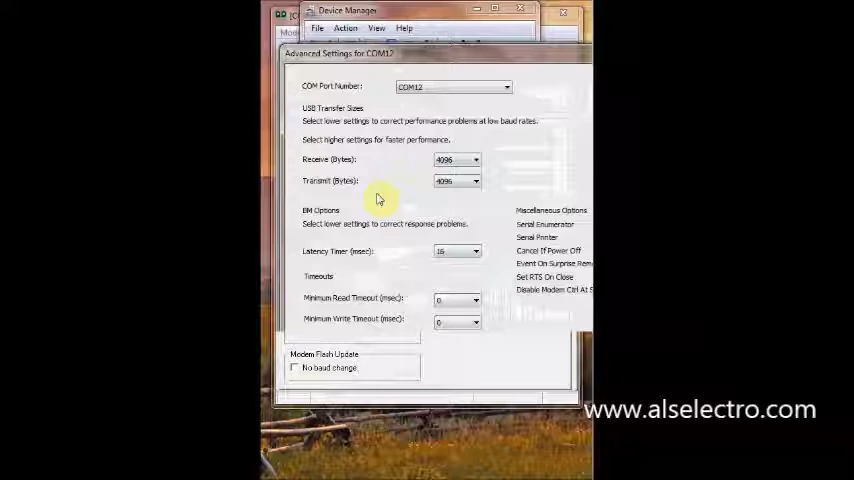 Device Manager
File Action View Help
Advanced Settings for COM12
COM Port Number: COM12
USB Transfer Sizes
Select lower settings to correct performance problems at low baud rates.
Select higher settings for faster performance.
Receive (Bytes): 4096
Transmit (Bytes): 4096
BM Options
Miscellaneous Options
Select lower settings to correct response problems.
Serial Enumerator
Serial Printer
Latency Timer (msec): 16
Cancel If Power Off
Event On Surprise Rem
Timeouts
Set RTS On Close
Disable Modem Ctrl At S
Minimum Read Timeout (msec): 0
Minimum Write Timeout (msec): 0
Modem Flash Update
No baud change
www.alselectro.com